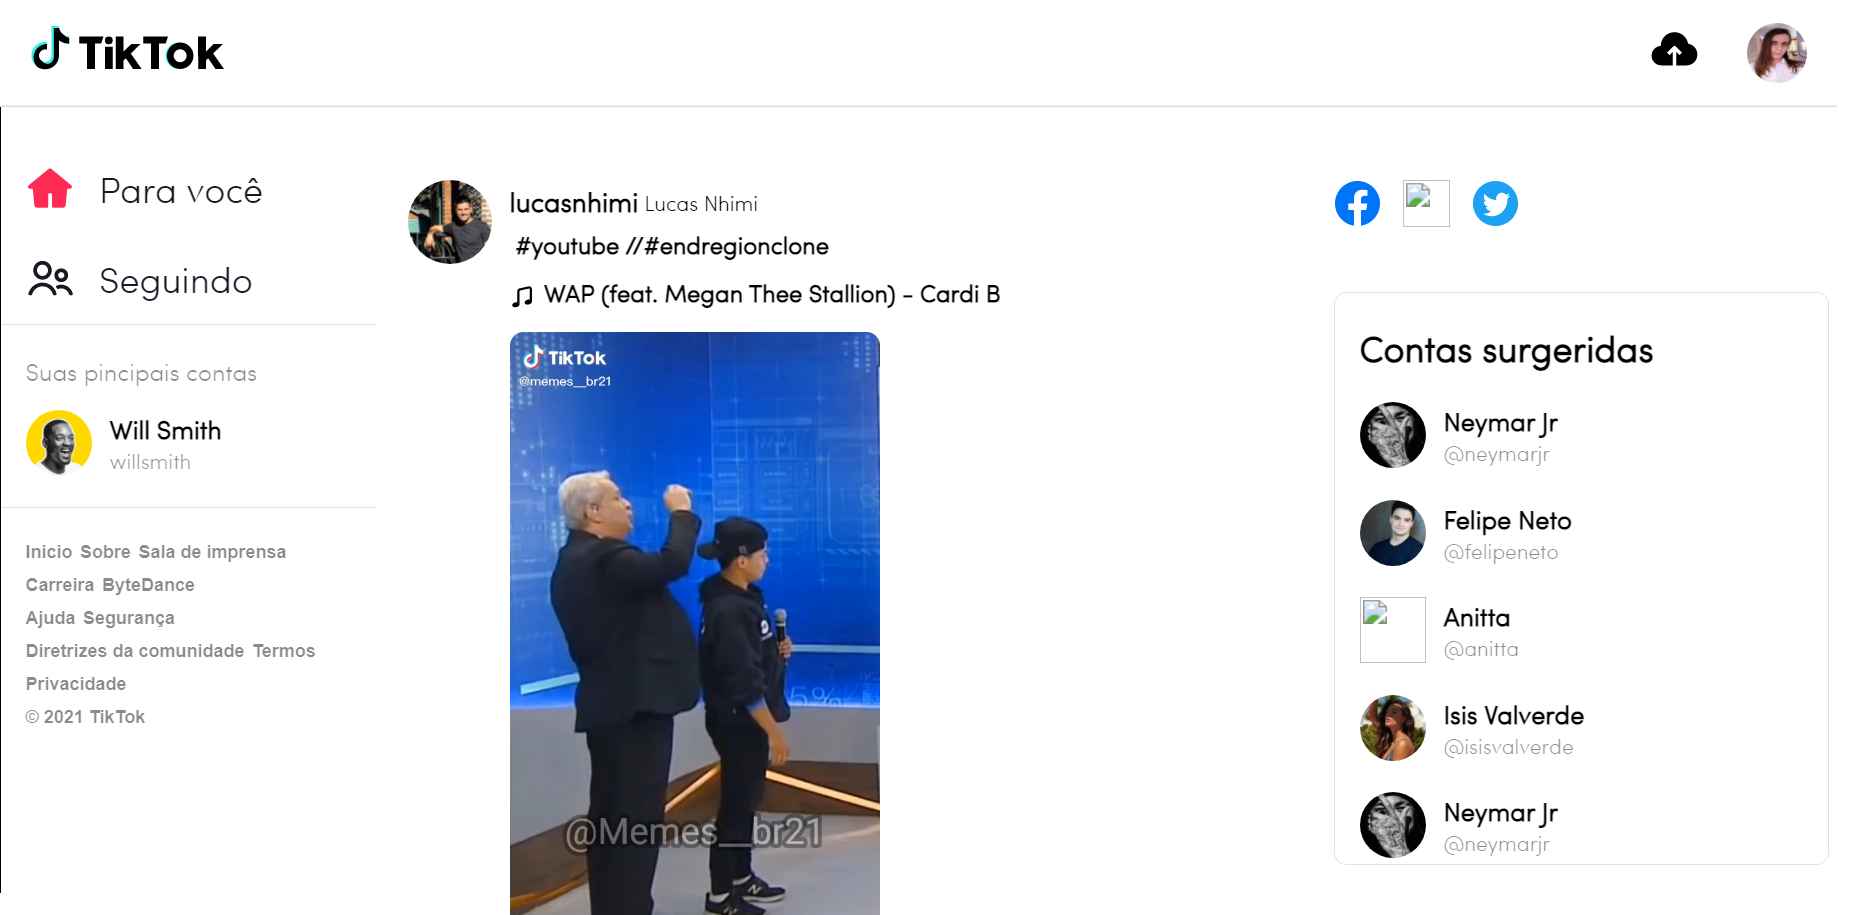 TikTok
Para você
Seguindo
Suas pincipais contas
Will Smith
willsmith
Inicio Sobre Sala de imprensa
Carreira ByteDance
Ajuda Segurança
Diretrizes da comunidade Termos
Privacidade
© 2021 TikTok
lucasnhimi Lucas Nhimi
#youtube //#endregionclone
WAP (feat. Megan Thee Stallion) - Cardi B
TikTok
@memes__br21
5%
@Memes__br21
Contas surgeridas
Neymar Jr
@neymarjr
Felipe Neto
@felipeneto
Anitta
@anitta
Isis Valverde
@isisvalverde
Neymar Jr
@neymarjr